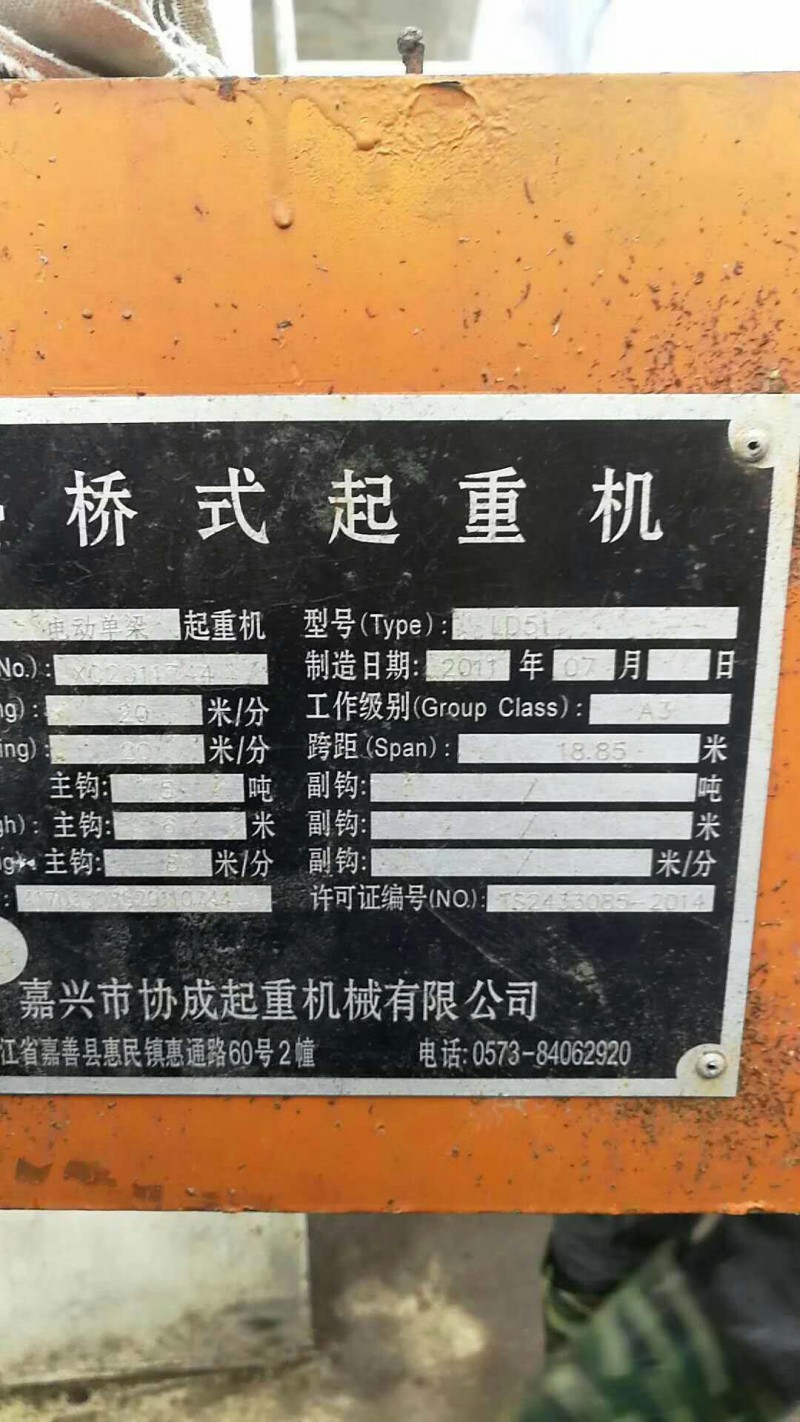 桥式起重机
电动单梁 起重机 型号(Type): LD5t
No.): XC2011744 制造日期: 2011 年 07 月 日
ng): 20 米/分 工作级别(Group Class): A3
ing): 20 米/分 跨距(Span): 18.85 米
主钩: 5 吨 副钩: / 吨
gh): 主钩: 6 米 副钩: / 米
主钩: 8 米/分 副钩: / 米/分
许可证编号(NO.): TS2433085-2014
嘉兴市协成起重机械有限公司
江省嘉善县惠民镇惠通路60号2幢 电话: 0573-84062920